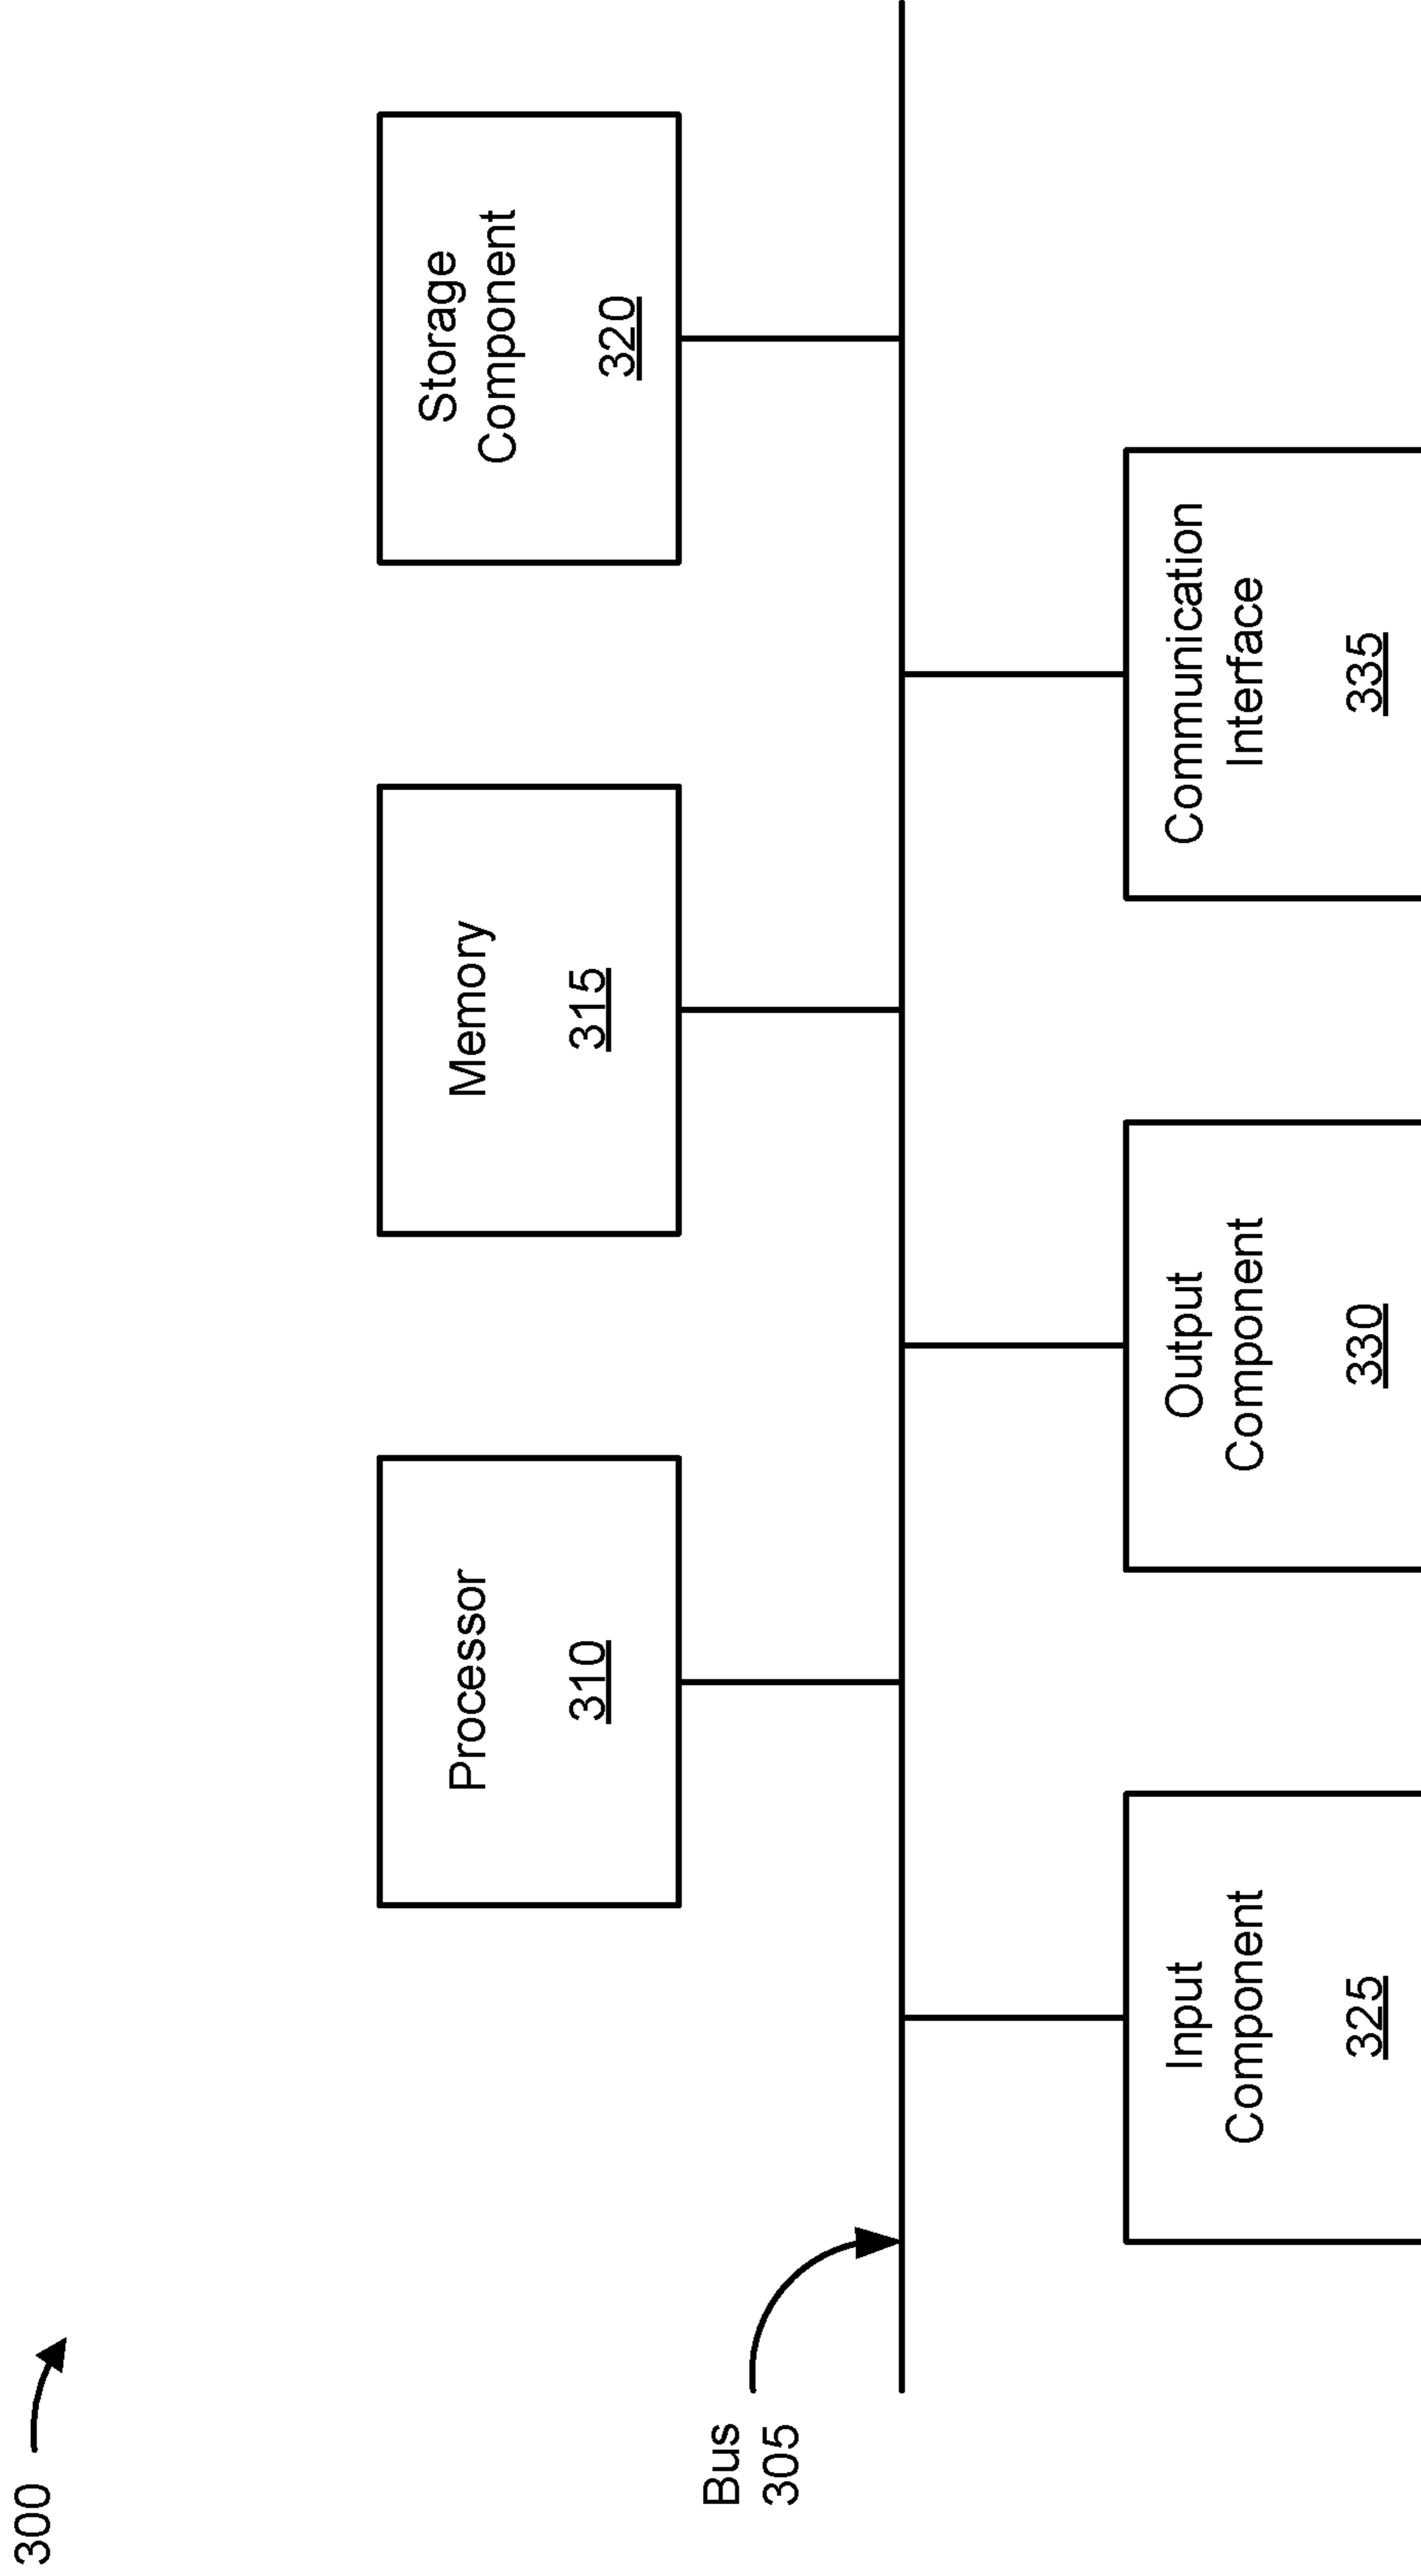 300
Processor
310
Memory
315
Storage
Component
320
Bus
305
Input
Component
325
Output
Component
330
Communication
Interface
335